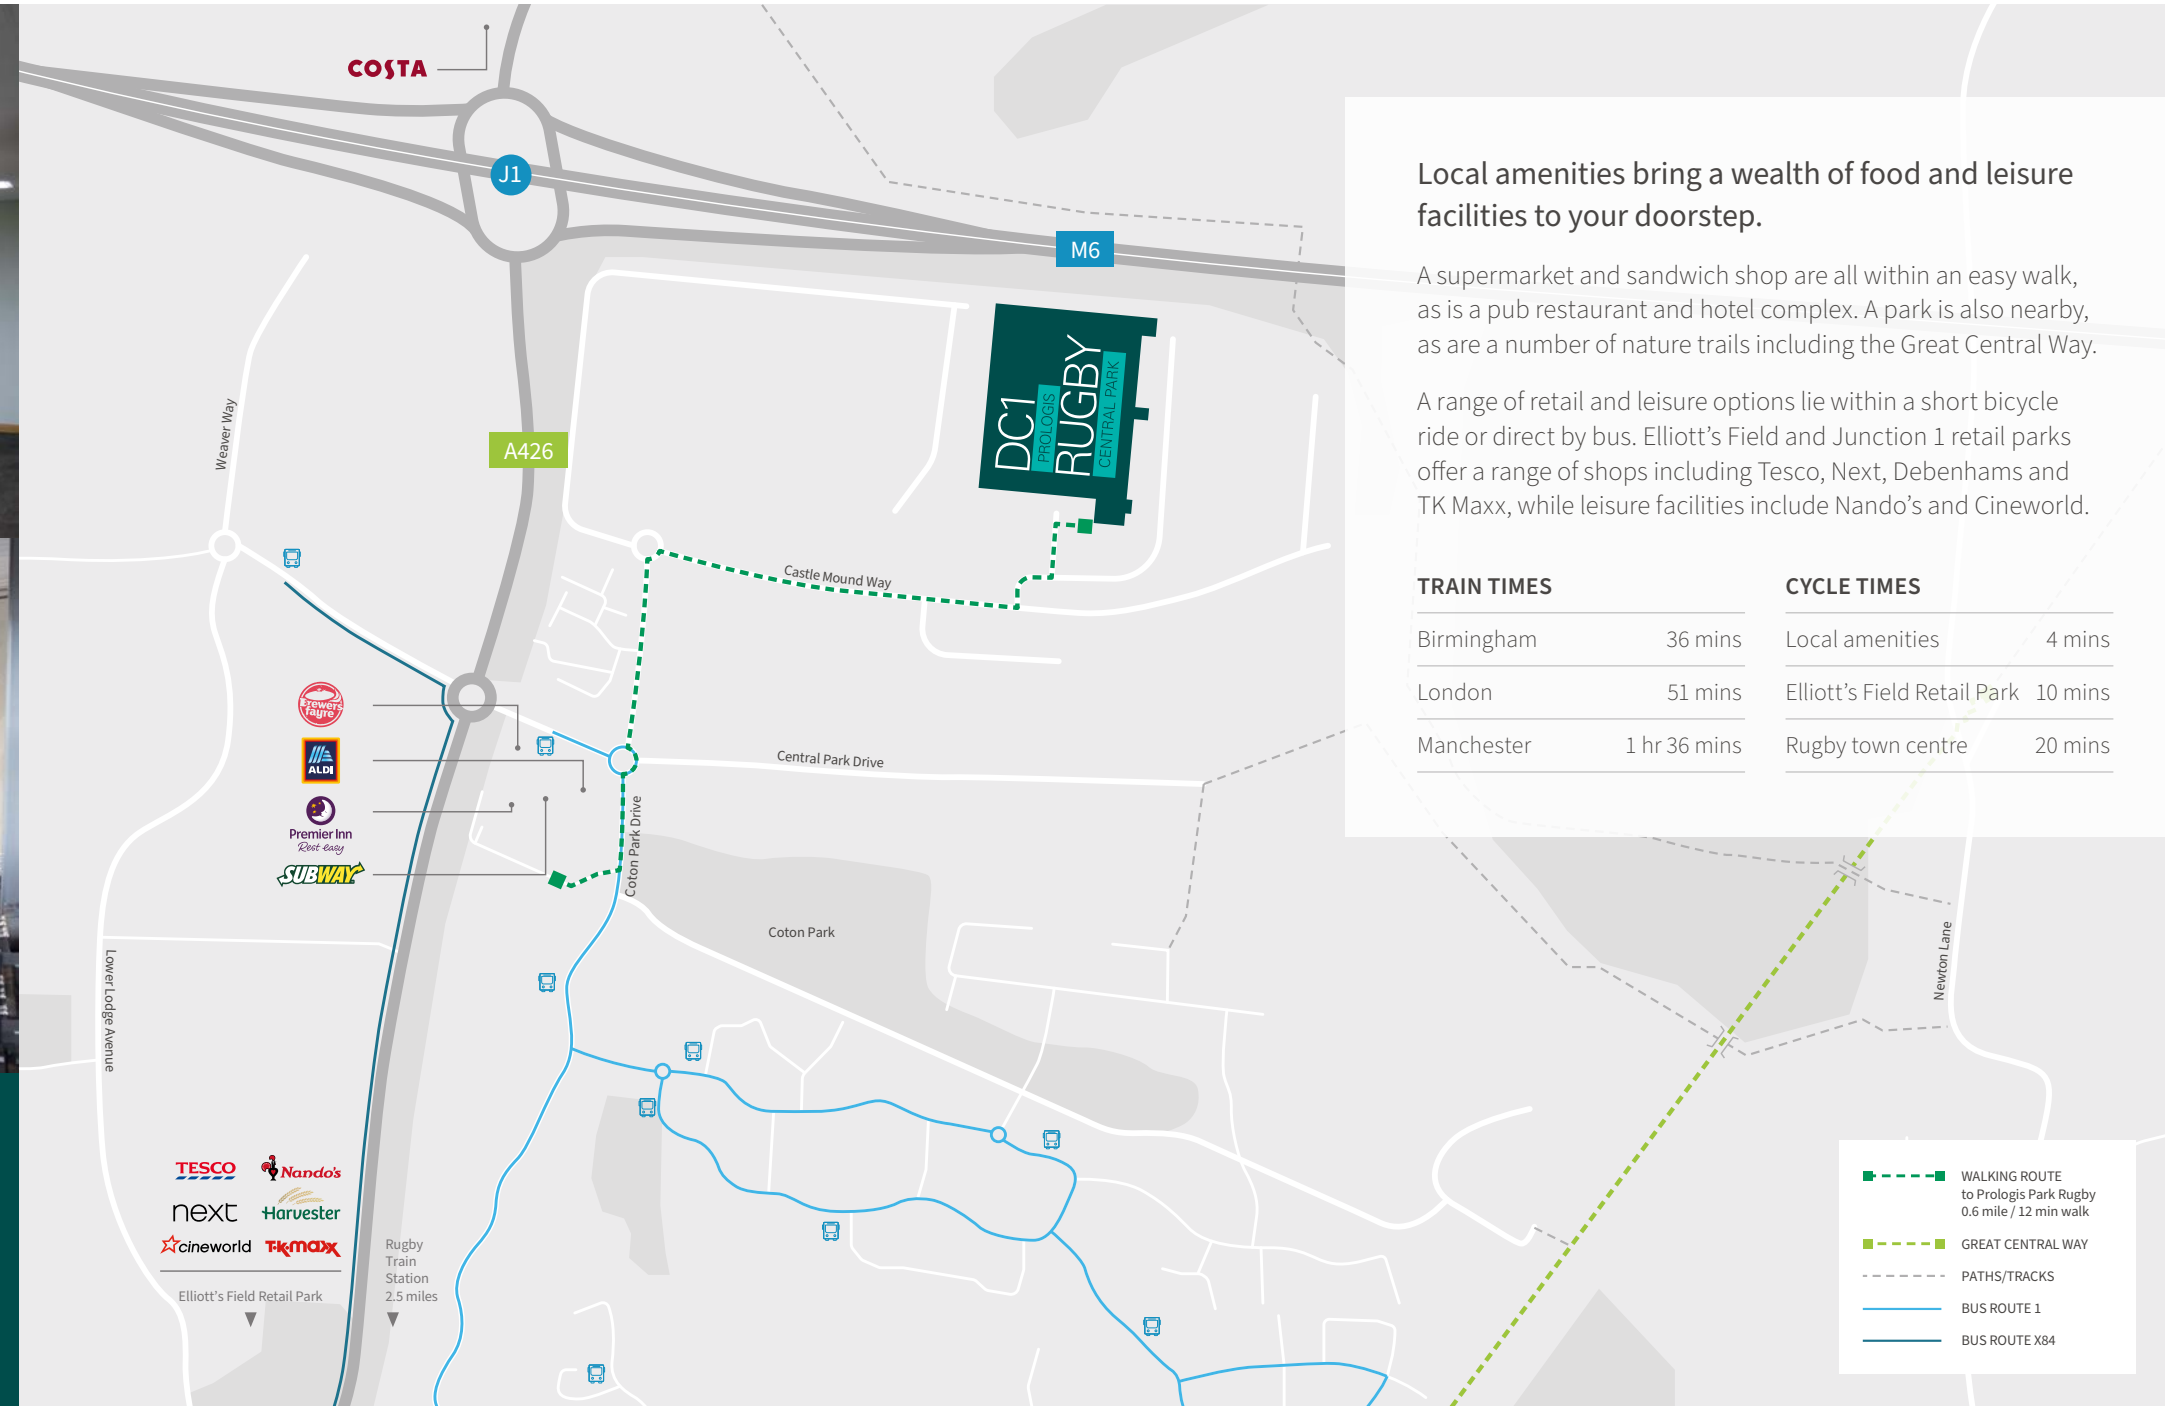 COSTA
J1
M6
A426
Weaver Way
DC1
PROLOGIS
RUGBY
CENTRAL PARK
Castle Mound Way
Brewers
fayre
ALDI
Premier Inn
Rest easy
SUBWAY
Central Park Drive
Coton Park Drive
Coton Park
Lower Lodge Avenue
Newton Lane
TESCO
Nando's
next
Harvester
cineworld
T·K·maxx
Elliott's Field Retail Park
Rugby
Train
Station
2.5 miles
Local amenities bring a wealth of food and leisure
facilities to your doorstep.
A supermarket and sandwich shop are all within an easy walk,
as is a pub restaurant and hotel complex. A park is also nearby,
as are a number of nature trails including the Great Central Way.
A range of retail and leisure options lie within a short bicycle
ride or direct by bus. Elliott's Field and Junction 1 retail parks
offer a range of shops including Tesco, Next, Debenhams and
TK Maxx, while leisure facilities include Nando's and Cineworld.
TRAIN TIMES
Birmingham 36 mins
London 51 mins
Manchester 1 hr 36 mins
CYCLE TIMES
Local amenities 4 mins
Elliott's Field Retail Park 10 mins
Rugby town centre 20 mins
WALKING ROUTE
to Prologis Park Rugby
0.6 mile / 12 min walk
GREAT CENTRAL WAY
PATHS/TRACKS
BUS ROUTE 1
BUS ROUTE X84